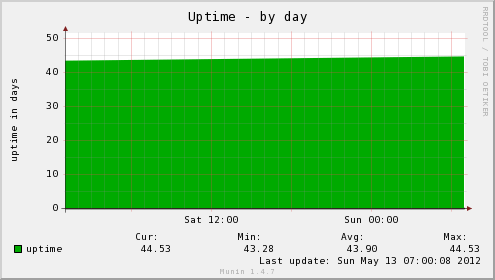 Uptime - by day
RRDTOOL / TOBI OETIKER
uptime in days
50
40
30
20
10
0
Sat 12:00 Sun 00:00
Cur: Min: Avg: Max:
uptime 44.53 43.28 43.90 44.53
Last update: Sun May 13 07:00:08 2012
Munin 1.4.7